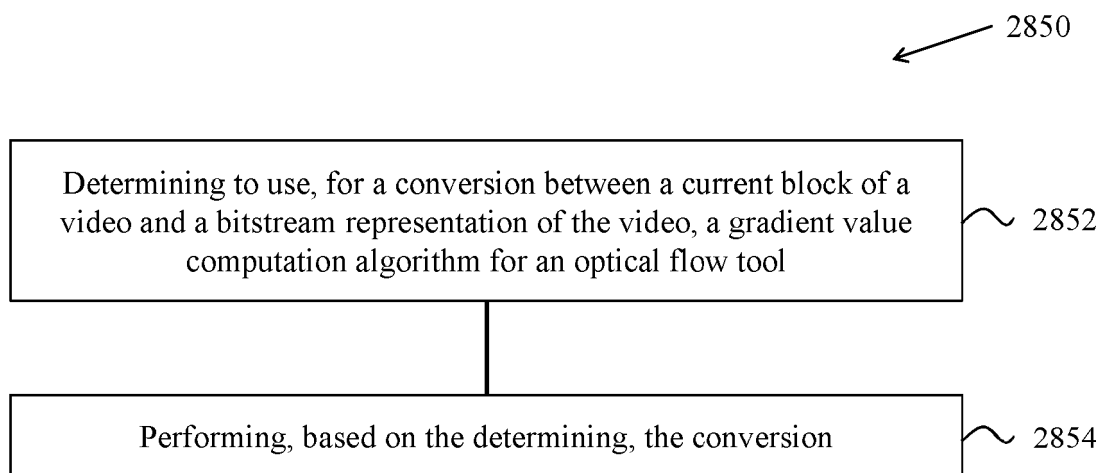 2850
Determining to use, for a conversion between a current block of a
video and a bitstream representation of the video, a gradient value
computation algorithm for an optical flow tool
2852
Performing, based on the determining, the conversion
2854